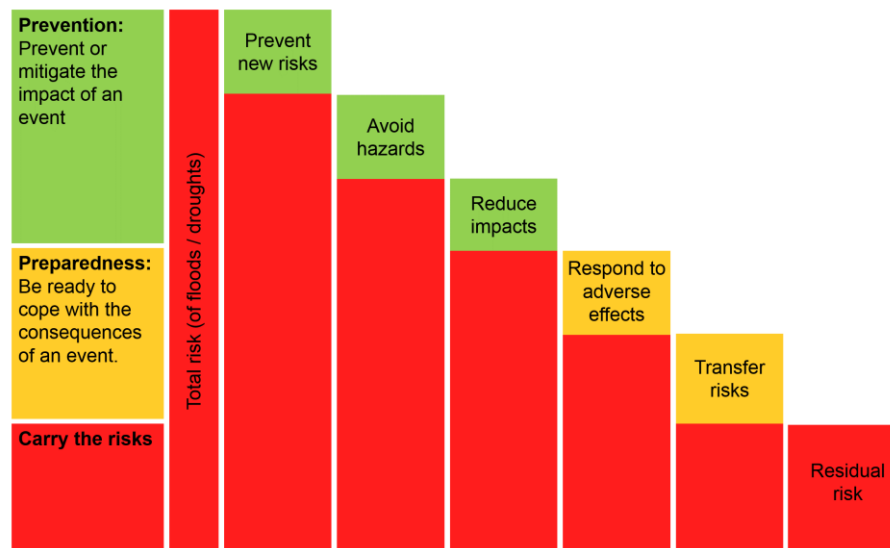 Prevention:
Prevent or
mitigate the
impact of an
event
Preparedness:
Be ready to
cope with the
consequences
of an event.
Carry the risks
Total risk (of floods / droughts)
Prevent
new risks
Avoid
hazards
Reduce
impacts
Respond to
adverse
effects
Transfer
risks
Residual
risk